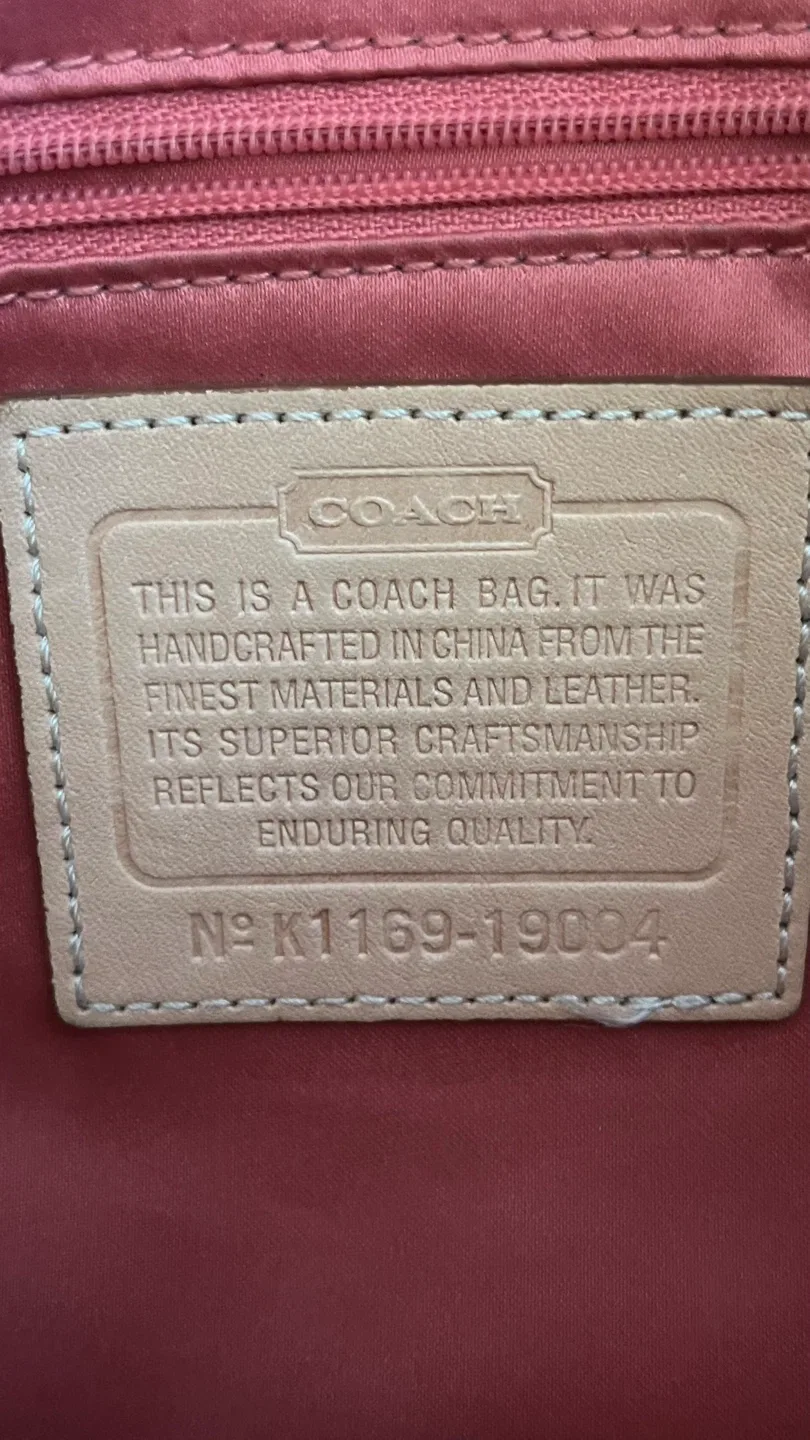 COACH
THIS IS A COACH BAG. IT WAS
HANDCRAFTED IN CHINA FROM THE
FINEST MATERIALS AND LEATHER.
ITS SUPERIOR CRAFTSMANSHIP
REFLECTS OUR COMMITMENT TO
ENDURING QUALITY.
Nº K1169-19004